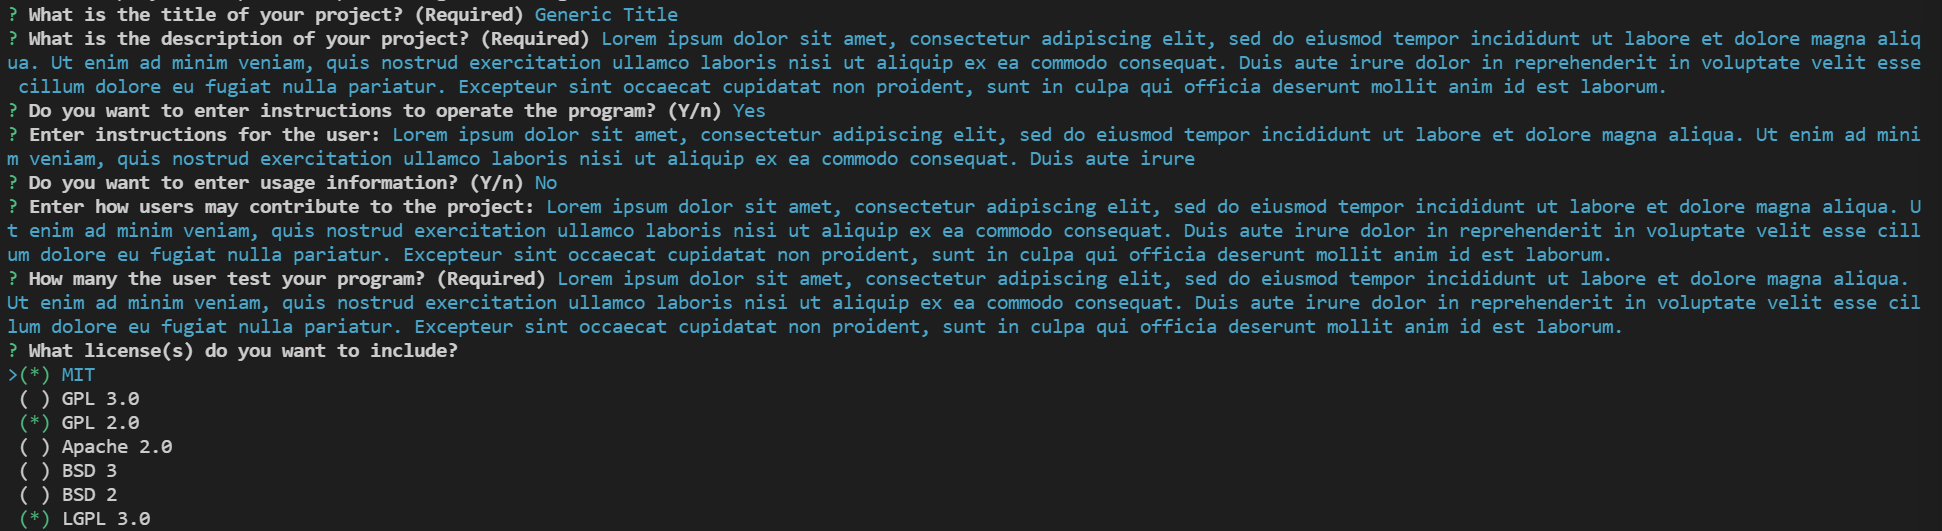 ? What is the title of your project? (Required) Generic Title
? What is the description of your project? (Required) Lorem ipsum dolor sit amet, consectetur adipiscing elit, sed do eiusmod tempor incididunt ut labore et dolore magna aliq
ua. Ut enim ad minim veniam, quis nostrud exercitation ullamco laboris nisi ut aliquip ex ea commodo consequat. Duis aute irure dolor in reprehenderit in voluptate velit esse
cillum dolore eu fugiat nulla pariatur. Excepteur sint occaecat cupidatat non proident, sunt in culpa qui officia deserunt mollit anim id est laborum.
? Do you want to enter instructions to operate the program? (Y/n) Yes
? Enter instructions for the user: Lorem ipsum dolor sit amet, consectetur adipiscing elit, sed do eiusmod tempor incididunt ut labore et dolore magna aliqua. Ut enim ad mini
m veniam, quis nostrud exercitation ullamco laboris nisi ut aliquip ex ea commodo consequat. Duis aute irure
? Do you want to enter usage information? (Y/n) No
? Enter how users may contribute to the project: Lorem ipsum dolor sit amet, consectetur adipiscing elit, sed do eiusmod tempor incididunt ut labore et dolore magna aliqua. U
t enim ad minim veniam, quis nostrud exercitation ullamco laboris nisi ut aliquip ex ea commodo consequat. Duis aute irure dolor in reprehenderit in voluptate velit esse cill
um dolore eu fugiat nulla pariatur. Excepteur sint occaecat cupidatat non proident, sunt in culpa qui officia deserunt mollit anim id est laborum.
? How many the user test your program? (Required) Lorem ipsum dolor sit amet, consectetur adipiscing elit, sed do eiusmod tempor incididunt ut labore et dolore magna aliqua.
Ut enim ad minim veniam, quis nostrud exercitation ullamco laboris nisi ut aliquip ex ea commodo consequat. Duis aute irure dolor in reprehenderit in voluptate velit esse cil
lum dolore eu fugiat nulla pariatur. Excepteur sint occaecat cupidatat non proident, sunt in culpa qui officia deserunt mollit anim id est laborum.
? What license(s) do you want to include?
>(*) MIT
( ) GPL 3.0
(*) GPL 2.0
( ) Apache 2.0
( ) BSD 3
( ) BSD 2
(*) LGPL 3.0